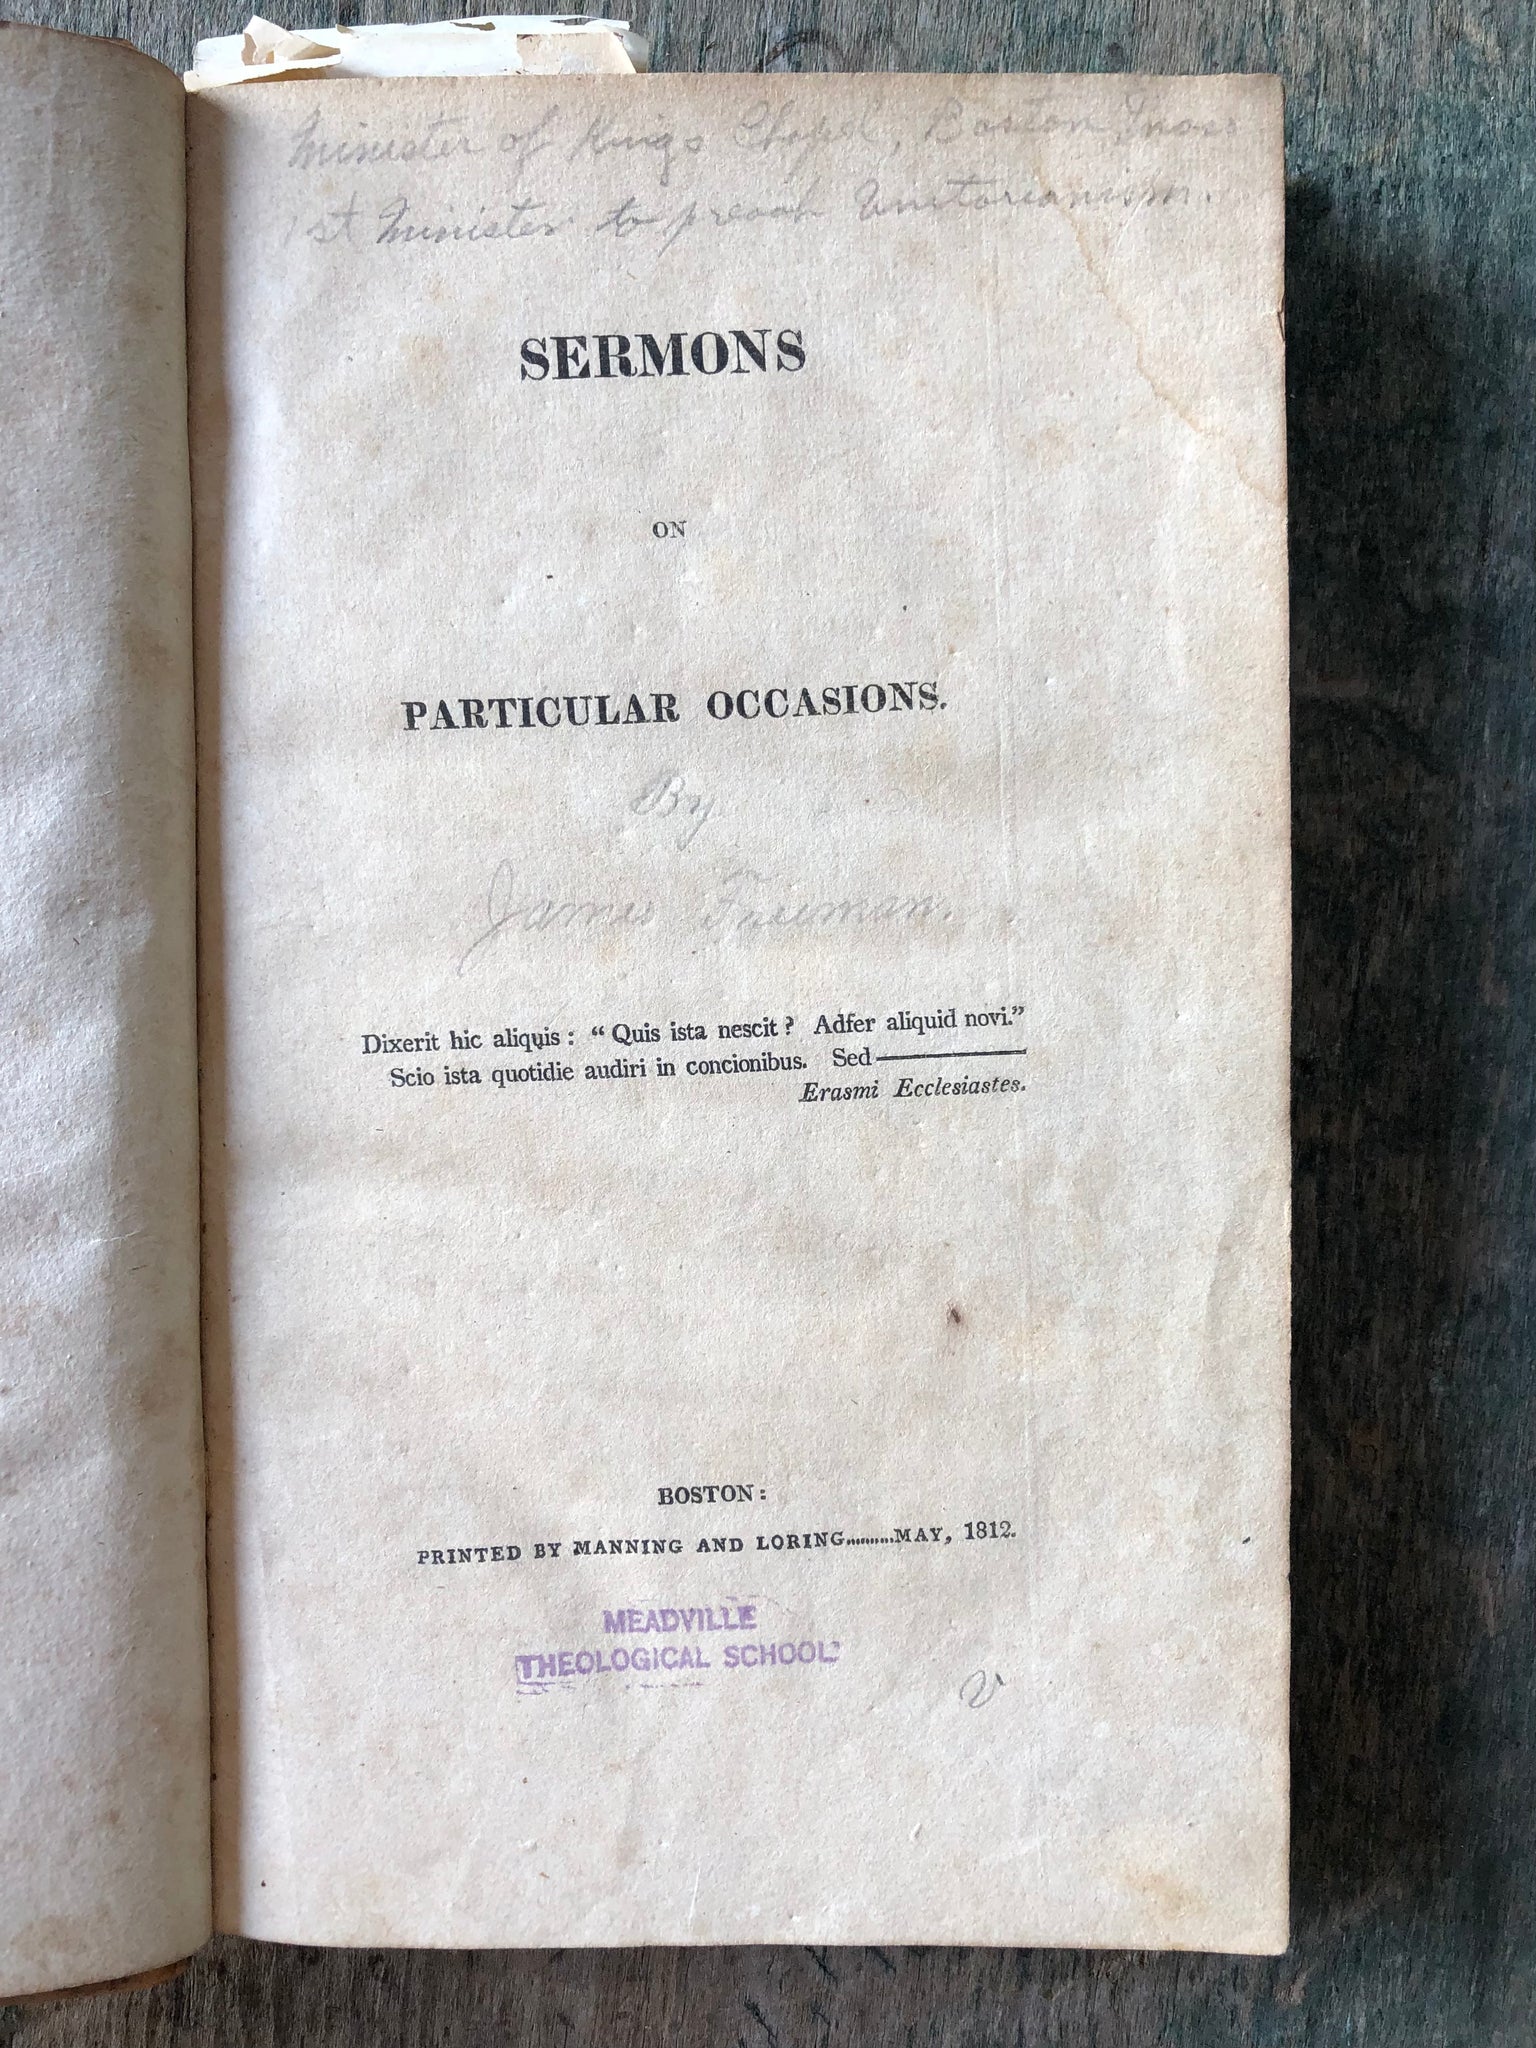 Minister of Kings Chapel, Boston, Mass
1st Minister to preach Unitarianism.
SERMONS
ON
PARTICULAR OCCASIONS.
By
James Freeman.
Dixerit hic aliquis: “Quis ista nescit? Adfer aliquid novi.”
Scio ista quotidie audiri in concionibus. Sed————
Erasmi Ecclesiastes.
BOSTON:
PRINTED BY MANNING AND LORING..........MAY, 1812.
MEADVILLE
THEOLOGICAL SCHOOL
v